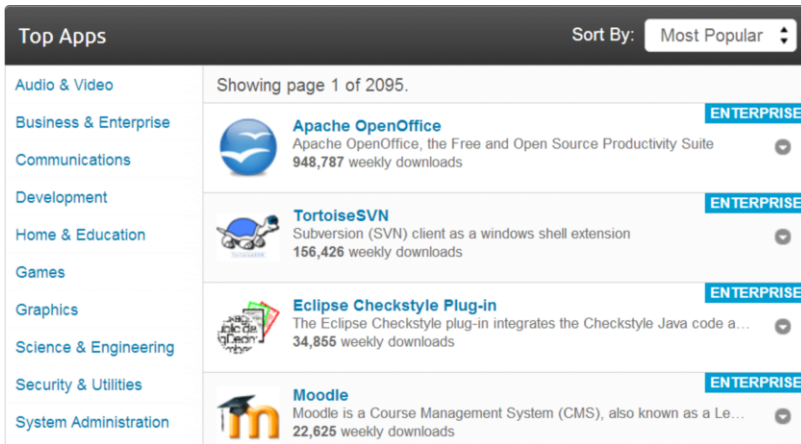 Top Apps
Sort By: Most Popular
Audio & Video
Business & Enterprise
Communications
Development
Home & Education
Games
Graphics
Science & Engineering
Security & Utilities
System Administration
Showing page 1 of 2095.
ENTERPRISE
Apache OpenOffice
Apache OpenOffice, the Free and Open Source Productivity Suite
948,787 weekly downloads
ENTERPRISE
TortoiseSVN
Subversion (SVN) client as a windows shell extension
156,426 weekly downloads
ENTERPRISE
Eclipse Checkstyle Plug-in
The Eclipse Checkstyle plug-in integrates the Checkstyle Java code a...
34,855 weekly downloads
ENTERPRISE
Moodle
Moodle is a Course Management System (CMS), also known as a Le...
22,625 weekly downloads